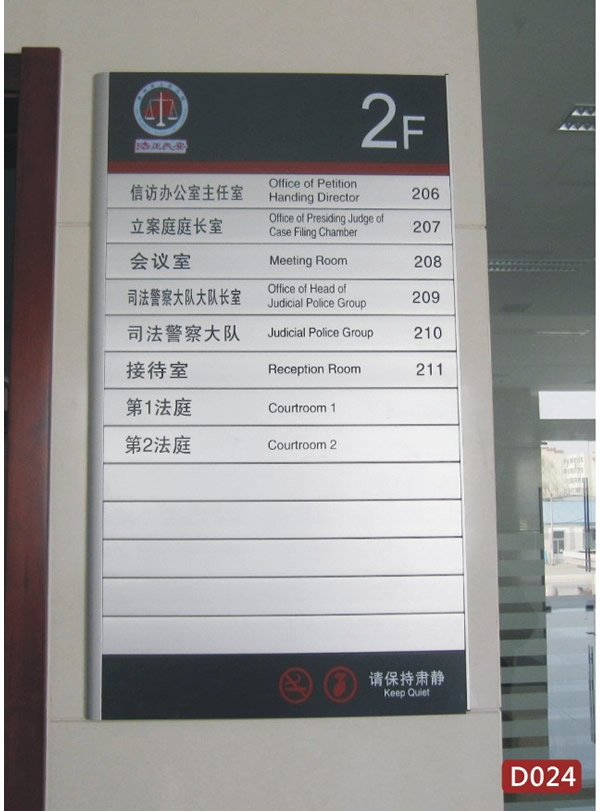 2F
法正民安
信访办公室主任室 Office of Petition Handing Director 206
立案庭庭长室 Office of Presiding Judge of Case Filing Chamber 207
会议室 Meeting Room 208
司法警察大队大队长室 Office of Head of Judicial Police Group 209
司法警察大队 Judicial Police Group 210
接待室 Reception Room 211
第1法庭 Courtroom 1
第2法庭 Courtroom 2
请保持肃静
Keep Quiet
D024